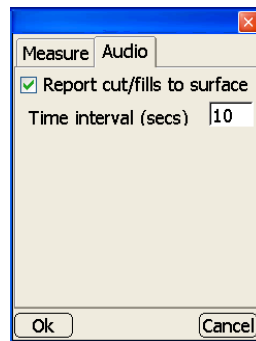 Measure Audio
Report cut/fills to surface
Time interval (secs) 10
Ok Cancel